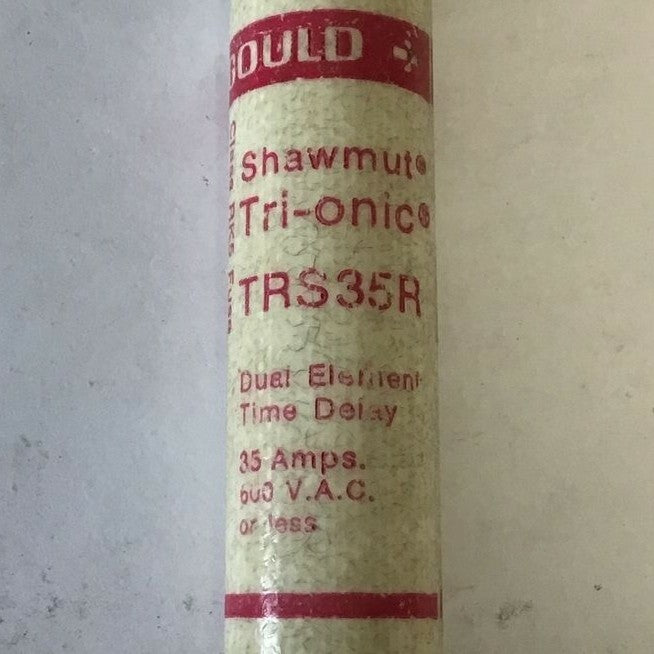 GOULD
Shawmut®
Tri-onic®
TRS35R
Dual Element
Time Delay
35 Amps.
600 V.A.C.
or less